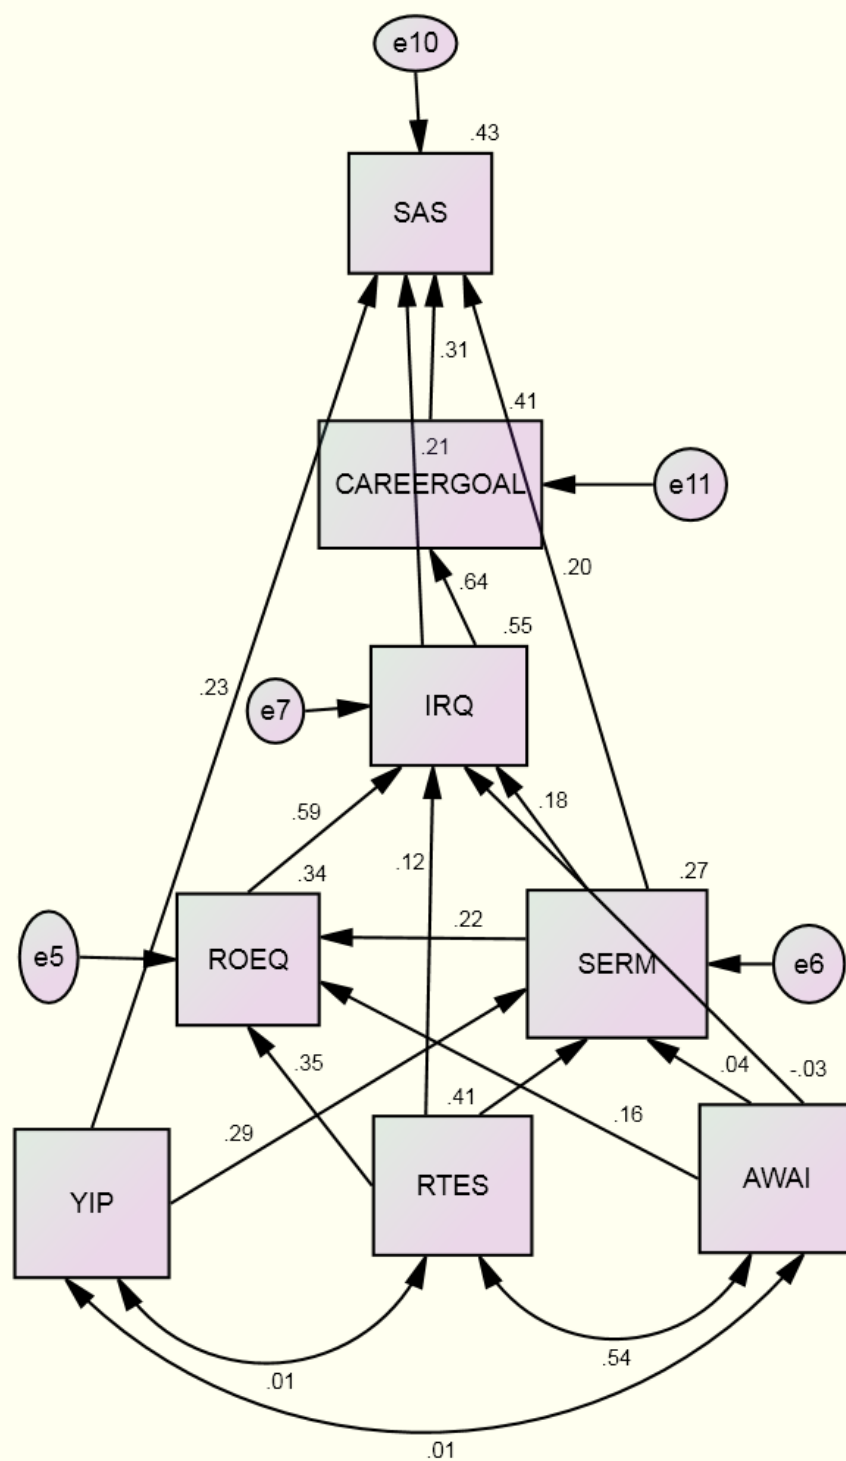 e10
.43
SAS
.31
.41
.21
CAREERGOAL
e11
.20
.64
.55
.23
e7
IRQ
.18
.59
.12
.34
.27
.22
e5
ROEQ
SERM
e6
.35
.04
-.03
.41
.16
.29
YIP
RTES
AWAI
.54
.01
.01